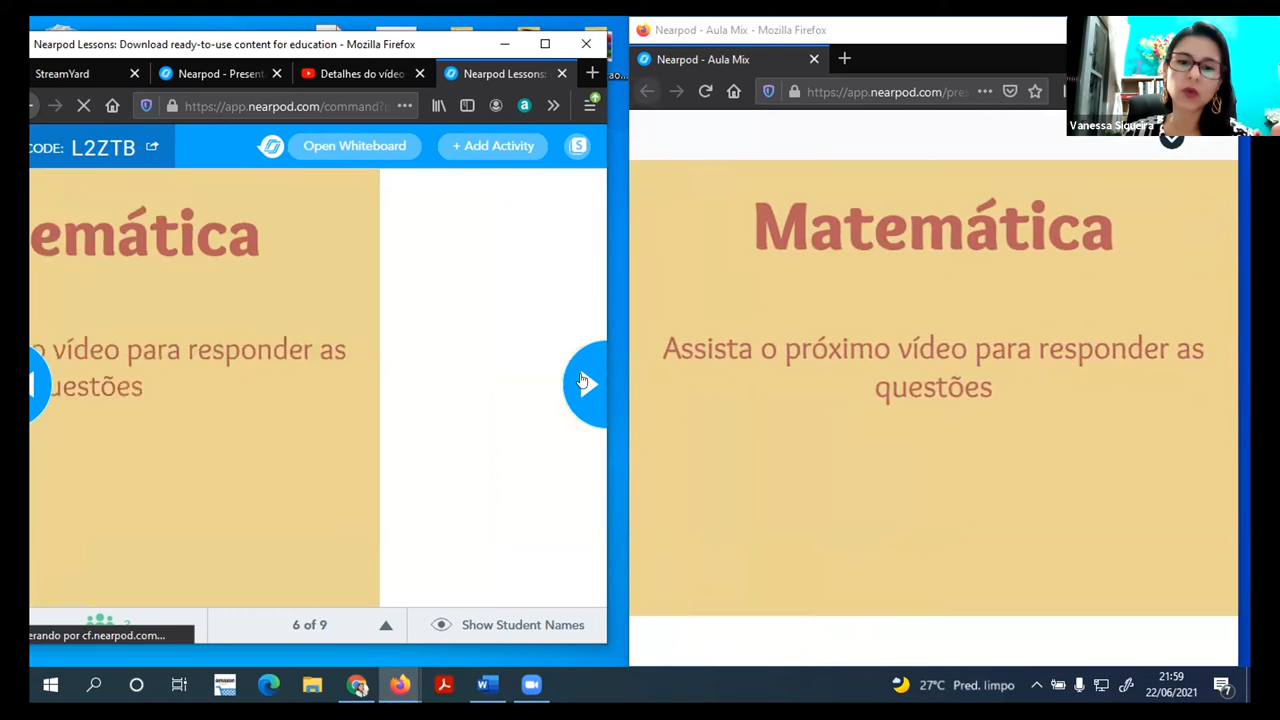 Nearpod Lessons: Download ready-to-use content for education - Mozilla Firefox
StreamYard
Nearpod - Present
Detalhes do vídeo
Nearpod Lessons:
https://app.nearpod.com/command?
CODE: L2ZTB
Open Whiteboard
+ Add Activity
S
emática
vídeo para responder as
uestões
erando por cf.nearpod.com...
6 of 9
Show Student Names
Nearpod - Aula Mix - Mozilla Firefox
Nearpod - Aula Mix
https://app.nearpod.com/pres
Vanessa Siqueira
Matemática
Assista o próximo vídeo para responder as
questões
amazon
27°C Pred. limpo
21:59
22/06/2021
7